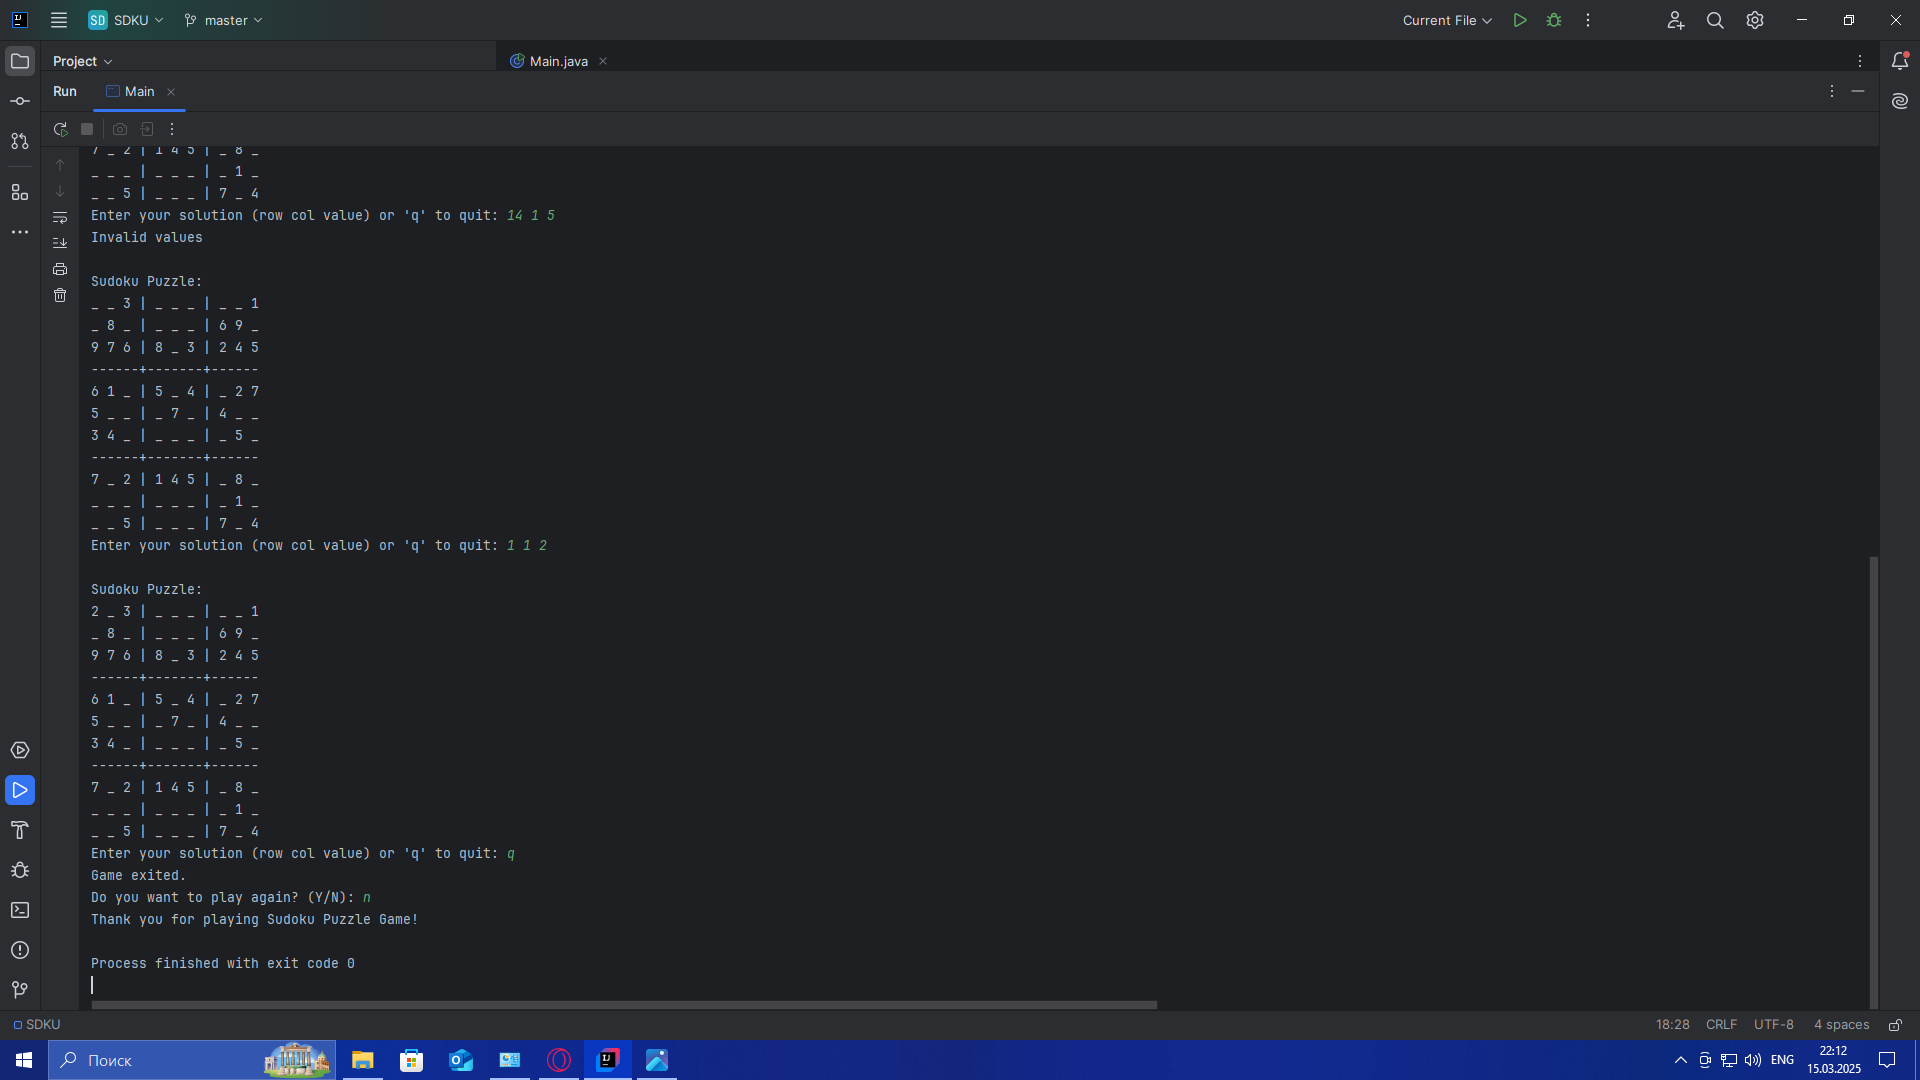 SD SDKU master Current File
Project Main.java
Run Main
7 _ 2 | 1 4 5 | _ 8 _
_ _ _ | _ _ _ | _ 1 _
_ _ 5 | _ _ _ | 7 _ 4
Enter your solution (row col value) or 'q' to quit: 14 1 5
Invalid values
Sudoku Puzzle:
_ _ 3 | _ _ _ | _ _ 1
_ 8 _ | _ _ _ | 6 9 _
9 7 6 | 8 _ 3 | 2 4 5
------+-------+------
6 1 _ | 5 _ 4 | _ 2 7
5 _ _ | _ 7 _ | 4 _ _
3 4 _ | _ _ _ | _ 5 _
------+-------+------
7 _ 2 | 1 4 5 | _ 8 _
_ _ _ | _ _ _ | _ 1 _
_ _ 5 | _ _ _ | 7 _ 4
Enter your solution (row col value) or 'q' to quit: 1 1 2
Sudoku Puzzle:
2 _ 3 | _ _ _ | _ _ 1
_ 8 _ | _ _ _ | 6 9 _
9 7 6 | 8 _ 3 | 2 4 5
------+-------+------
6 1 _ | 5 _ 4 | _ 2 7
5 _ _ | _ 7 _ | 4 _ _
3 4 _ | _ _ _ | _ 5 _
------+-------+------
7 _ 2 | 1 4 5 | _ 8 _
_ _ _ | _ _ _ | _ 1 _
_ _ 5 | _ _ _ | 7 _ 4
Enter your solution (row col value) or 'q' to quit: q
Game exited.
Do you want to play again? (Y/N): n
Thank you for playing Sudoku Puzzle Game!
Process finished with exit code 0
SDKU 18:28 CRLF UTF-8 4 spaces
Поиск ENG 22:12
15.03.2025